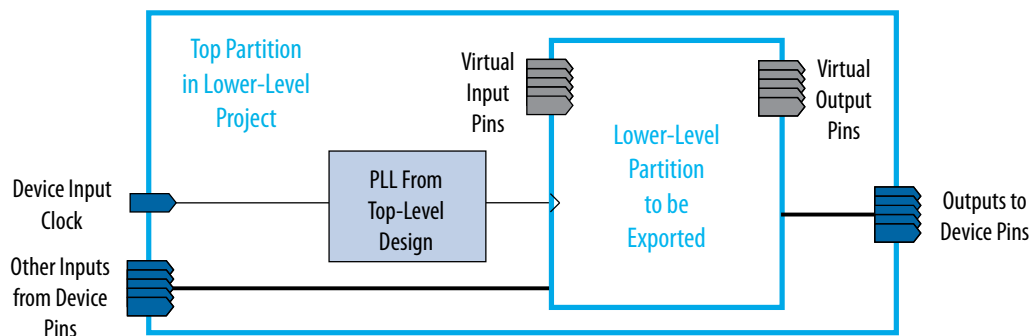 Top Partition
in Lower-Level
Project
Virtual
Input
Pins
Virtual
Output
Pins
Lower-Level
Partition
to be
Exported
Device Input
Clock
PLL From
Top-Level
Design
Outputs to
Device Pins
Other Inputs
from Device
Pins